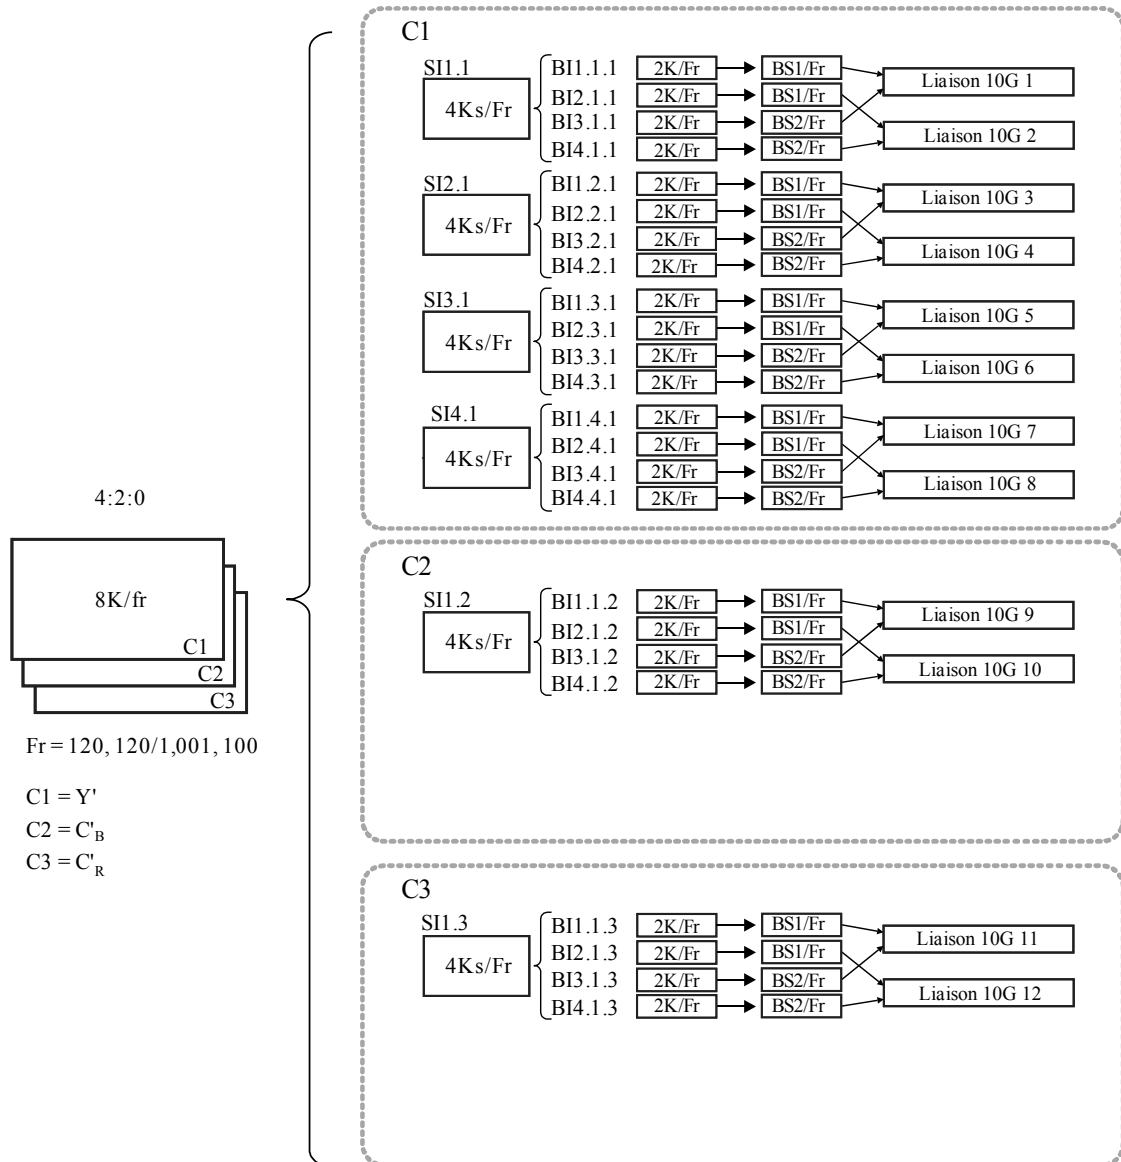 4:2:0
8K/fr
C1
C2
C3
Fr = 120, 120/1,001, 100
C1 = Y'
C2 = C'B
C3 = C'R
C1
SI1.1
4Ks/Fr
BI1.1.1 2K/Fr BS1/Fr
BI2.1.1 2K/Fr BS1/Fr
BI3.1.1 2K/Fr BS2/Fr
BI4.1.1 2K/Fr BS2/Fr
Liaison 10G 1
Liaison 10G 2
SI2.1
4Ks/Fr
BI1.2.1 2K/Fr BS1/Fr
BI2.2.1 2K/Fr BS1/Fr
BI3.2.1 2K/Fr BS2/Fr
BI4.2.1 2K/Fr BS2/Fr
Liaison 10G 3
Liaison 10G 4
SI3.1
4Ks/Fr
BI1.3.1 2K/Fr BS1/Fr
BI2.3.1 2K/Fr BS1/Fr
BI3.3.1 2K/Fr BS2/Fr
BI4.3.1 2K/Fr BS2/Fr
Liaison 10G 5
Liaison 10G 6
SI4.1
4Ks/Fr
BI1.4.1 2K/Fr BS1/Fr
BI2.4.1 2K/Fr BS1/Fr
BI3.4.1 2K/Fr BS2/Fr
BI4.4.1 2K/Fr BS2/Fr
Liaison 10G 7
Liaison 10G 8
C2
SI1.2
4Ks/Fr
BI1.1.2 2K/Fr BS1/Fr
BI2.1.2 2K/Fr BS1/Fr
BI3.1.2 2K/Fr BS2/Fr
BI4.1.2 2K/Fr BS2/Fr
Liaison 10G 9
Liaison 10G 10
C3
SI1.3
4Ks/Fr
BI1.1.3 2K/Fr BS1/Fr
BI2.1.3 2K/Fr BS1/Fr
BI3.1.3 2K/Fr BS2/Fr
BI4.1.3 2K/Fr BS2/Fr
Liaison 10G 11
Liaison 10G 12